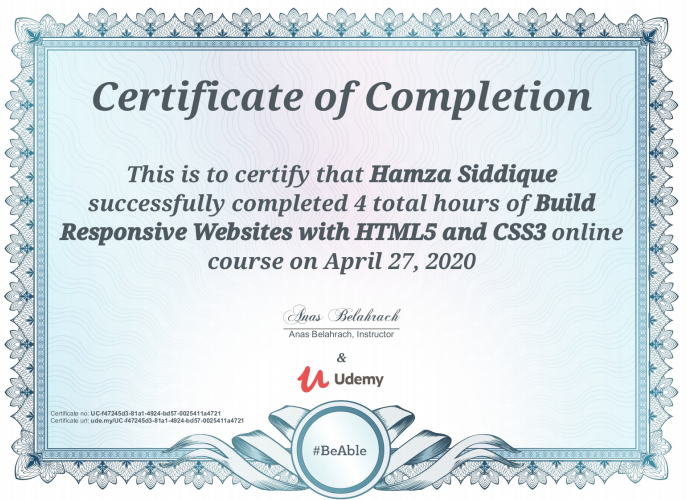 Certificate of Completion
This is to certify that Hamza Siddique
successfully completed 4 total hours of Build
Responsive Websites with HTML5 and CSS3 online
course on April 27, 2020
Anas Belahrach
Anas Belahrach, Instructor
&
Udemy
Certificate no: UC-f47245d3-81a1-4924-bd57-0025411a4721
Certificate url: ude.my/UC-f47245d3-81a1-4924-bd57-0025411a4721
#BeAble